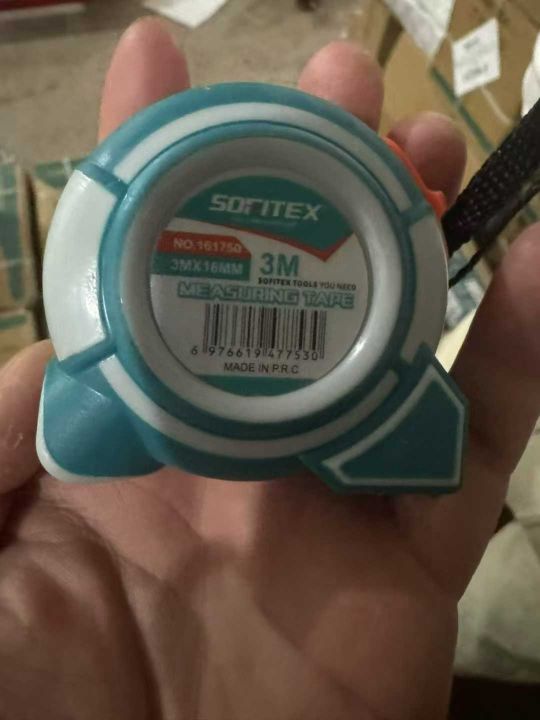 SOFITEX
NO.161750
3MX16MM
3M
SOFITEX TOOLS YOU NEED
MEASURING TAPE
6 976619 477530
MADE IN P.R.C